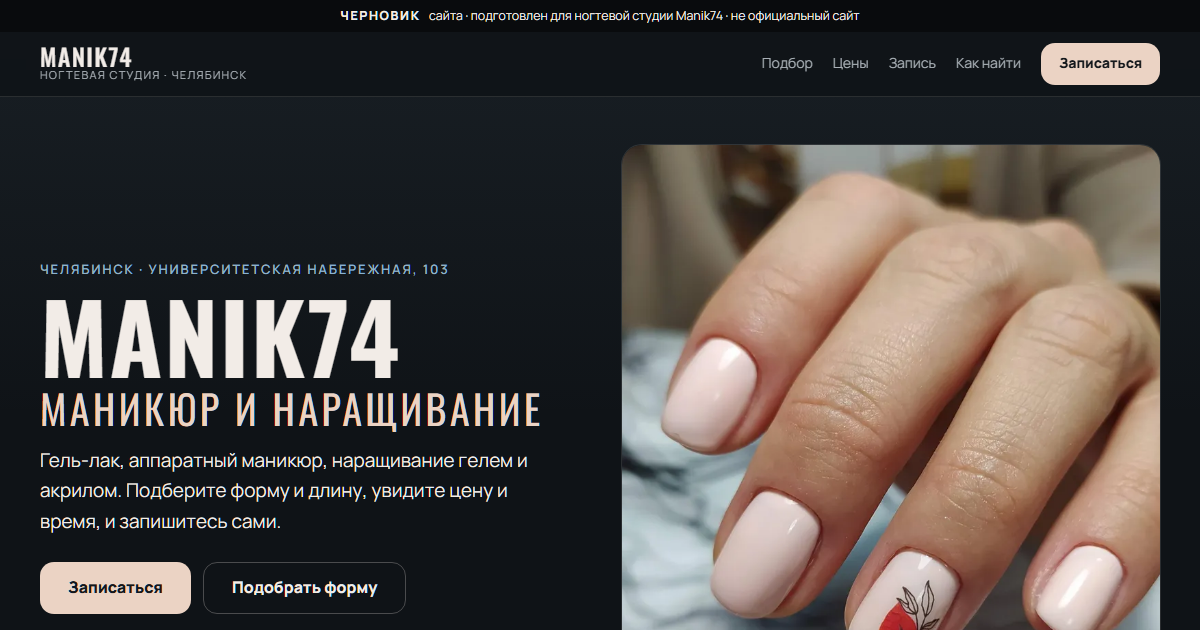 ЧЕРНОВИК сайта · подготовлен для ногтевой студии Manik74 · не официальный сайт
MANIK74
НОГТЕВАЯ СТУДИЯ · ЧЕЛЯБИНСК
Подбор Цены Запись Как найти Записаться
ЧЕЛЯБИНСК · УНИВЕРСИТЕТСКАЯ НАБЕРЕЖНАЯ, 103
MANIK74
МАНИКЮР И НАРАЩИВАНИЕ
Гель-лак, аппаратный маникюр, наращивание гелем и
акрилом. Подберите форму и длину, увидите цену и
время, и запишитесь сами.
Записаться Подобрать форму